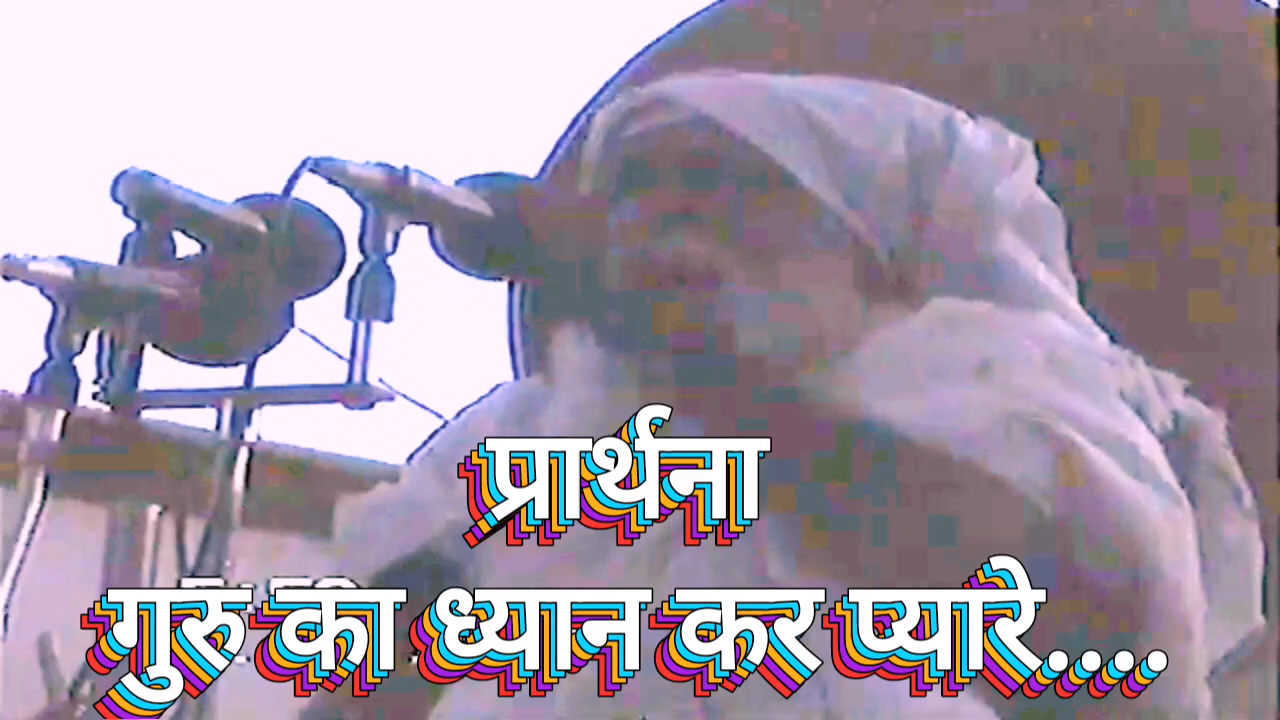 प्रार्थना
गुरु का ध्यान कर प्यारे....